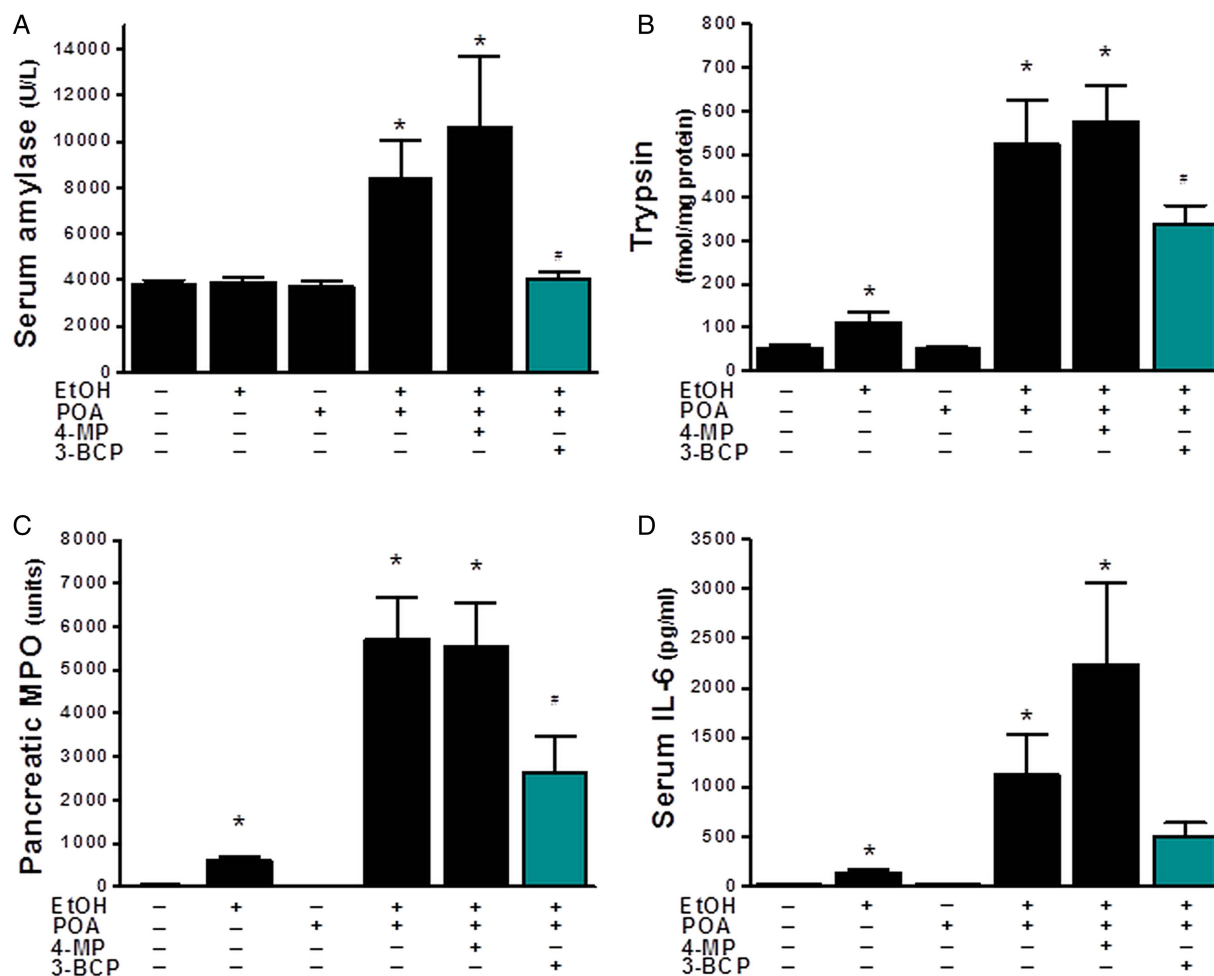 A
Serum amylase (U/L)
14000
12000
10000
8000
6000
4000
2000
0
* * #
EtOH – + – + + +
POA – – + + + +
4-MP – – – – + –
3-BCP – – – – – +
B
Trypsin
(fmol/mg protein)
800
700
600
500
400
300
200
100
0
* * * #
EtOH – + – + + +
POA – – + + + +
4-MP – – – – + –
3-BCP – – – – – +
C
Pancreatic MPO (units)
8000
7000
6000
5000
4000
3000
2000
1000
0
* * * #
EtOH – + – + + +
POA – – + + + +
4-MP – – – – + –
3-BCP – – – – – +
D
Serum IL-6 (pg/ml)
3500
3000
2500
2000
1500
1000
500
0
* * *
EtOH – + – + + +
POA – – + + + +
4-MP – – – – + –
3-BCP – – – – – +